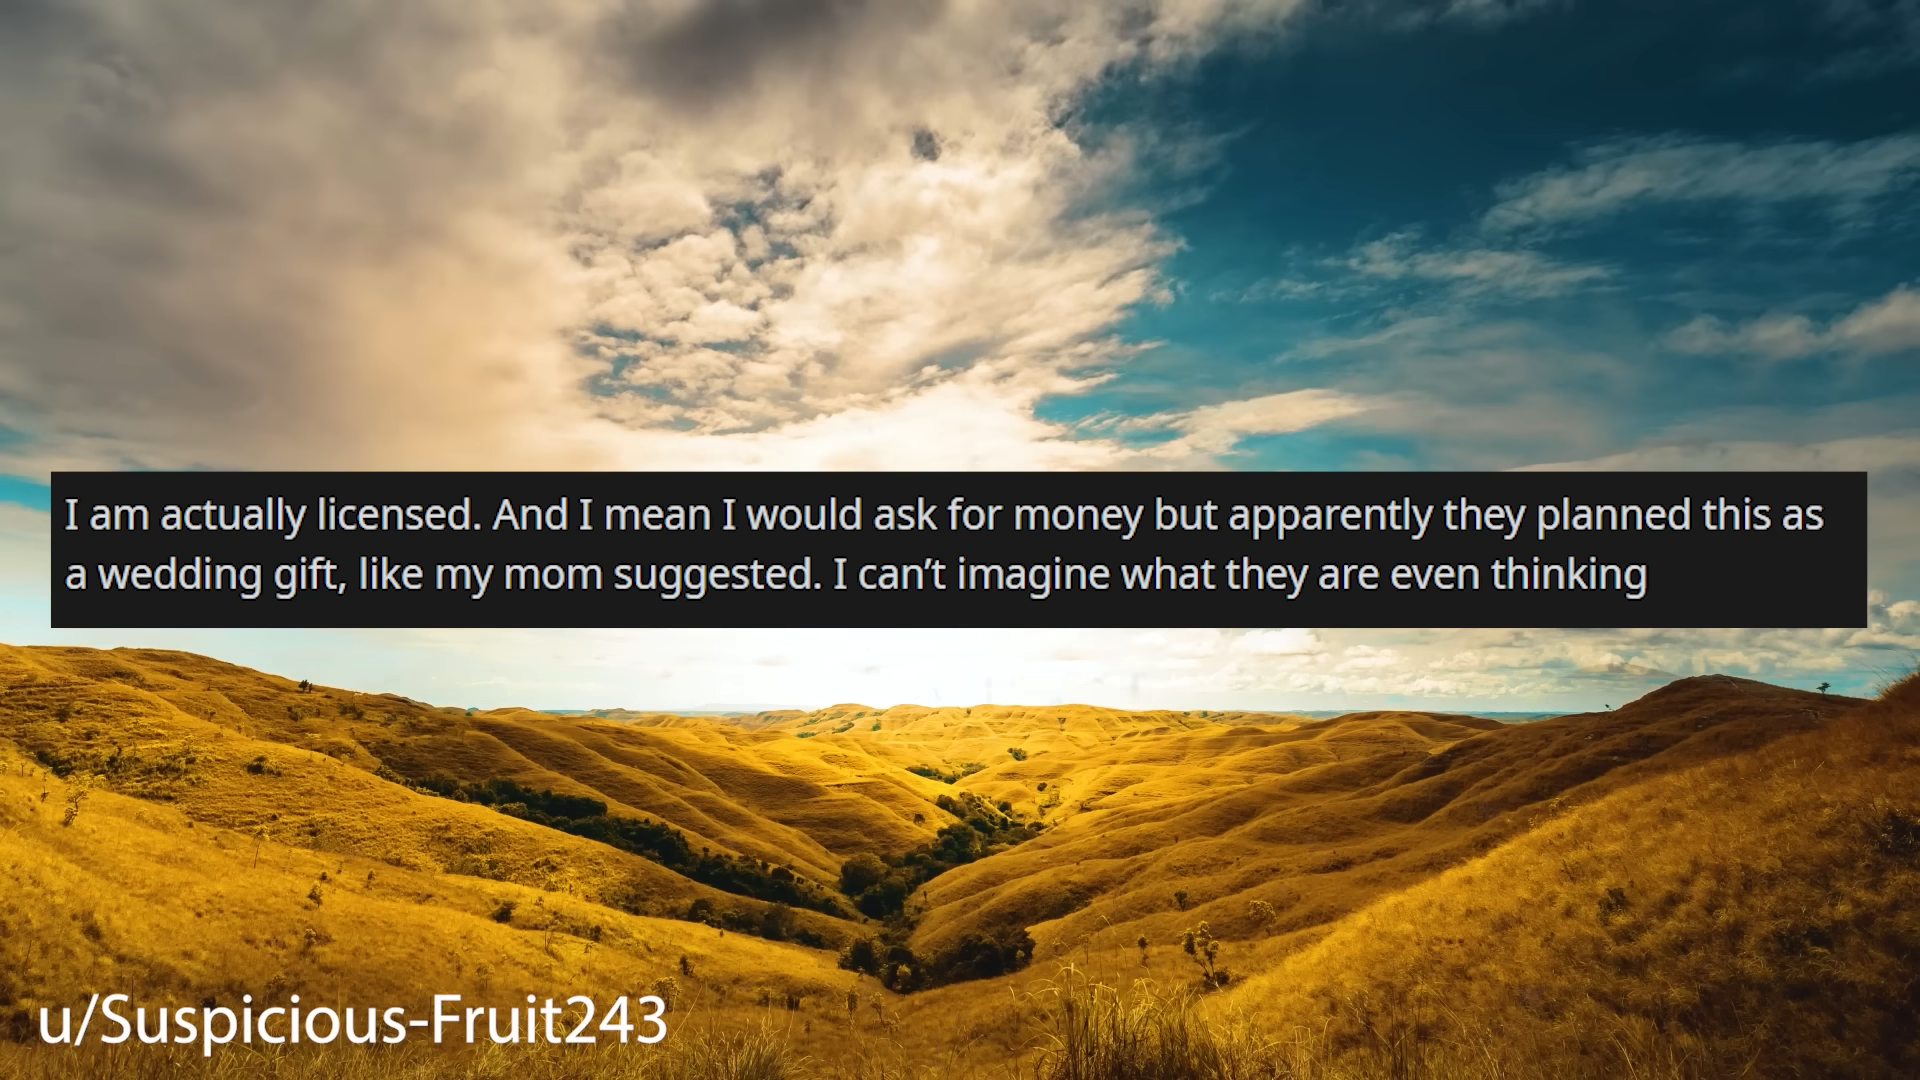 I am actually licensed. And I mean I would ask for money but apparently they planned this as
a wedding gift, like my mom suggested. I can’t imagine what they are even thinking
u/Suspicious-Fruit243